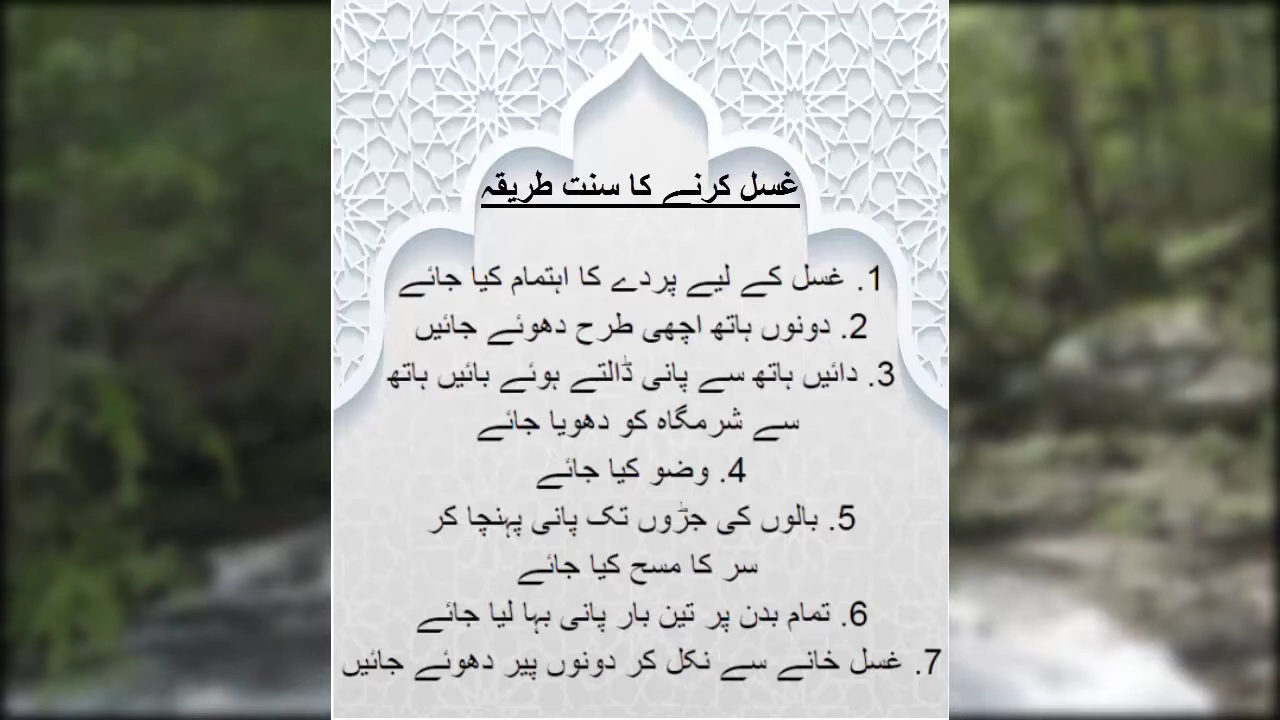 غسل کرنے کا سنت طریقہ
1. غسل کے لیے پردے کا اہتمام کیا جائے
2. دونوں ہاتھ اچھی طرح دھوئے جائیں
3. دائیں ہاتھ سے پانی ڈالتے ہوئے بائیں ہاتھ
سے شرمگاہ کو دھویا جائے
4. وضو کیا جائے
5. بالوں کی جڑوں تک پانی پہنچا کر
سر کا مسح کیا جائے
6. تمام بدن پر تین بار پانی بہا لیا جائے
7. غسل خانے سے نکل کر دونوں پیر دھوئے جائیں